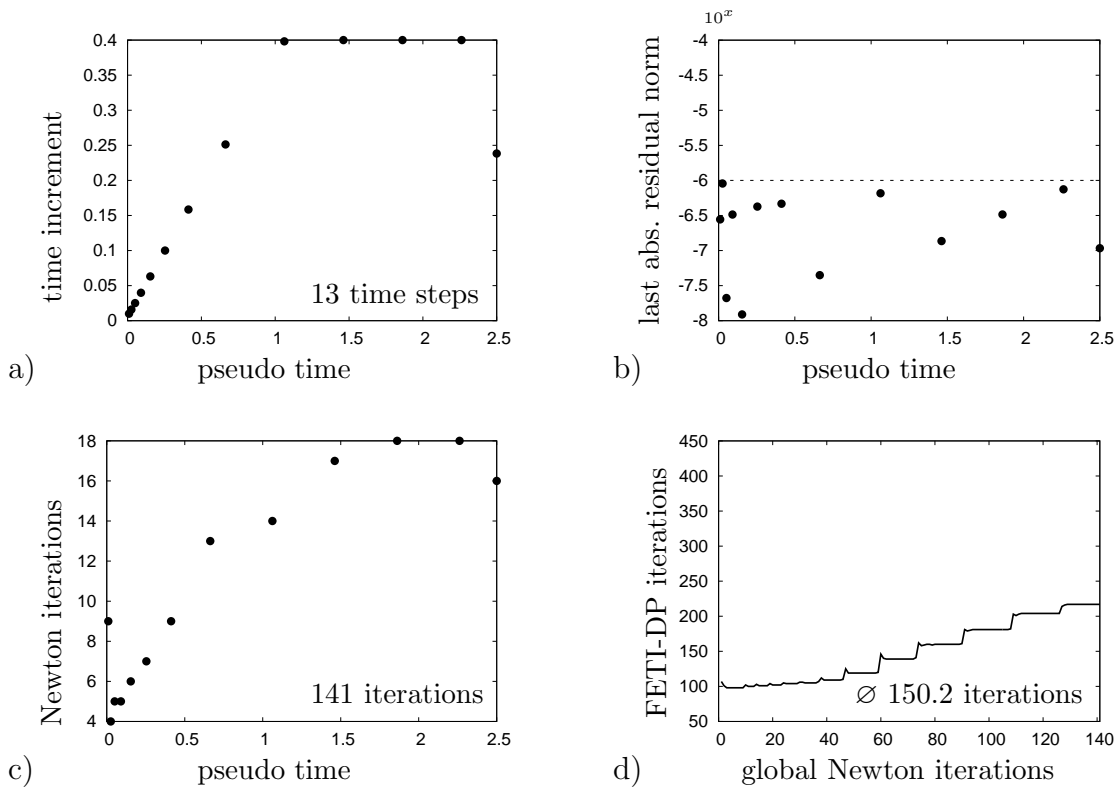 time increment
0.4
0.35
0.3
0.25
0.2
0.15
0.1
0.05
0
0 0.5 1 1.5 2 2.5
13 time steps
a) pseudo time
10^x
last abs. residual norm
-4
-4.5
-5
-5.5
-6
-6.5
-7
-7.5
-8
0 0.5 1 1.5 2 2.5
b) pseudo time
Newton iterations
18
16
14
12
10
8
6
4
0 0.5 1 1.5 2 2.5
141 iterations
c) pseudo time
FETI-DP iterations
450
400
350
300
250
200
150
100
50
0 20 40 60 80 100 120 140
∅ 150.2 iterations
d) global Newton iterations